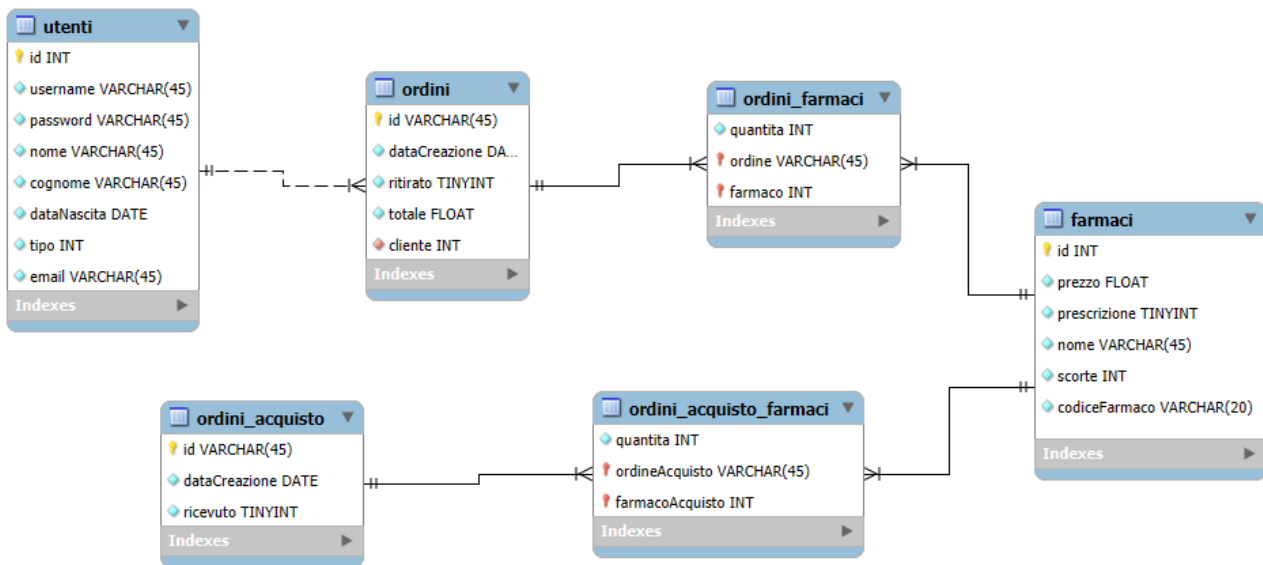 utenti
id INT
username VARCHAR(45)
password VARCHAR(45)
nome VARCHAR(45)
cognome VARCHAR(45)
dataNascita DATE
tipo INT
email VARCHAR(45)
Indexes
ordini
id VARCHAR(45)
dataCreazione DA...
ritirato TINYINT
totale FLOAT
cliente INT
Indexes
ordini_farmaci
quantita INT
ordine VARCHAR(45)
farmaco INT
Indexes
farmaci
id INT
prezzo FLOAT
prescrizione TINYINT
nome VARCHAR(45)
scorte INT
codiceFarmaco VARCHAR(20)
Indexes
ordini_acquisto
id VARCHAR(45)
dataCreazione DATE
ricevuto TINYINT
Indexes
ordini_acquisto_farmaci
quantita INT
ordineAcquisto VARCHAR(45)
farmacoAcquisto INT
Indexes